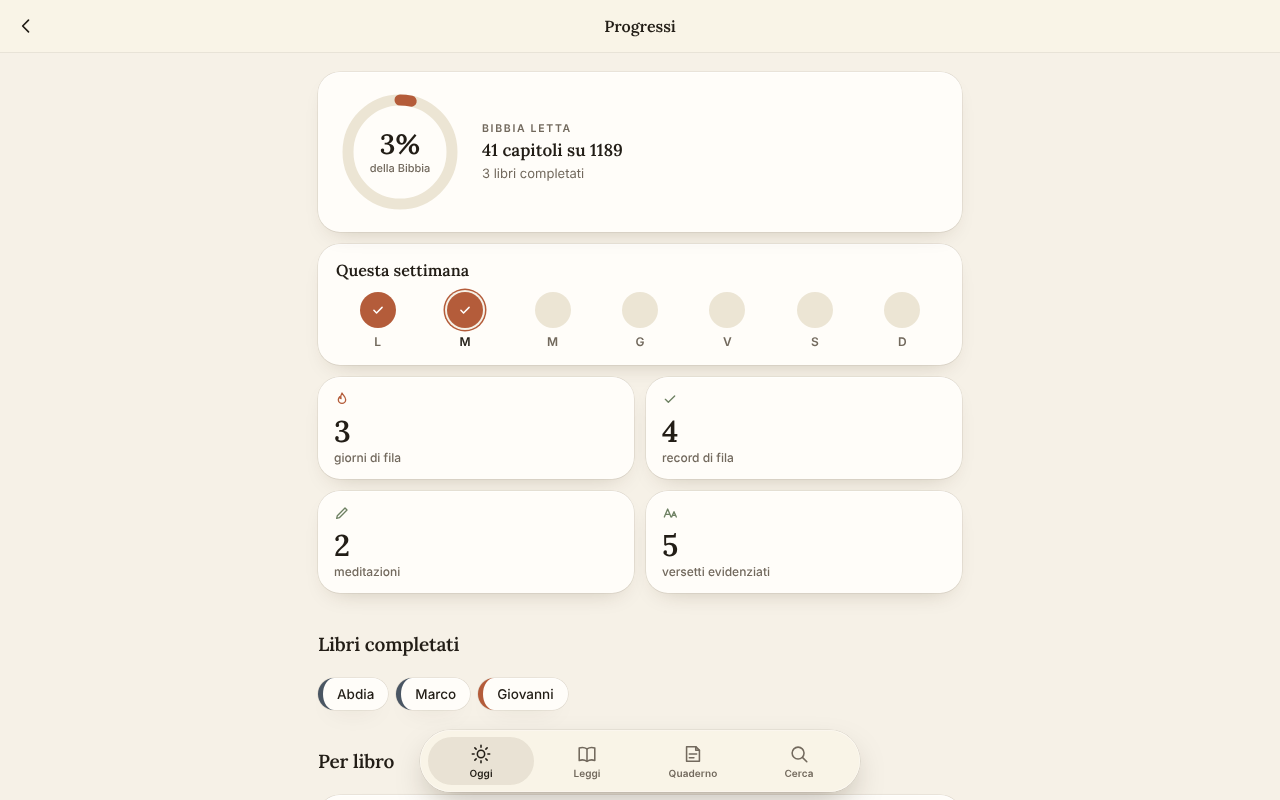 Progressi
3%
della Bibbia
BIBBIA LETTA
41 capitoli su 1189
3 libri completati
Questa settimana
L M M G V S D
3
giorni di fila
4
record di fila
2
meditazioni
5
versetti evidenziati
Libri completati
Abdia Marco Giovanni
Per libro
Oggi Leggi Quaderno Cerca